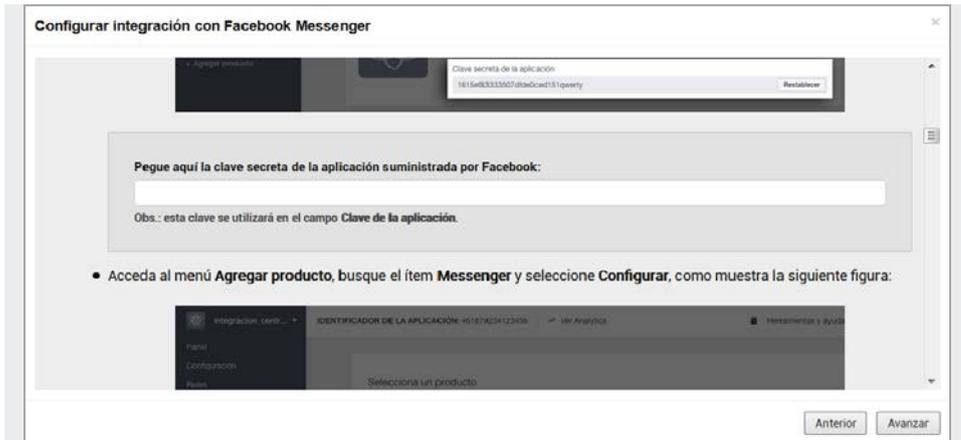 Configurar integración con Facebook Messenger
+ Agregar producto
Clave secreta de la aplicación
Restablecer
Pegue aquí la clave secreta de la aplicación suministrada por Facebook:
Obs.: esta clave se utilizará en el campo Clave de la aplicación.
Acceda al menú Agregar producto, busque el ítem Messenger y seleccione Configurar, como muestra la siguiente figura:
integracion_centr...
IDENTIFICADOR DE LA APLICACIÓN:
Ver Analytics
Herramientas y ayuda
Panel
Configuración
Roles
Selecciona un producto
Anterior
Avanzar